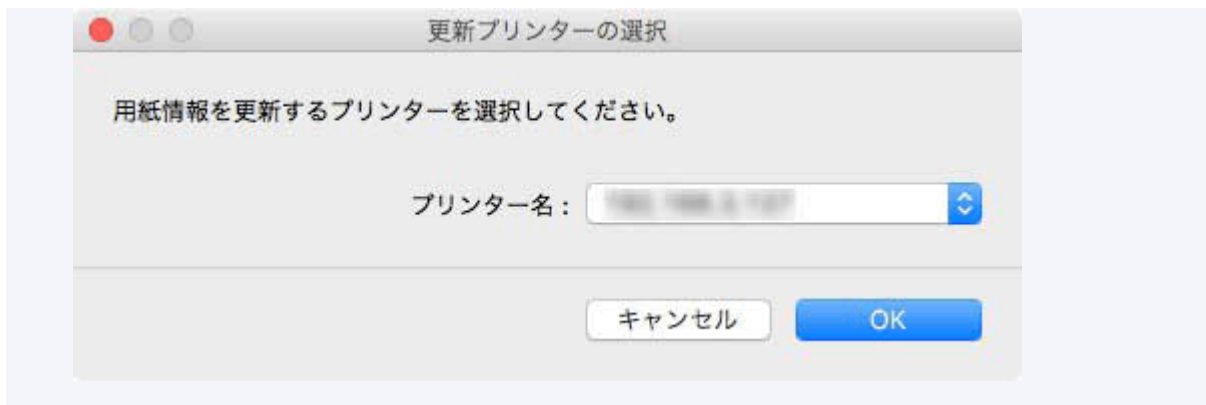 更新プリンターの選択
用紙情報を更新するプリンターを選択してください。
プリンター名：
キャンセル
OK